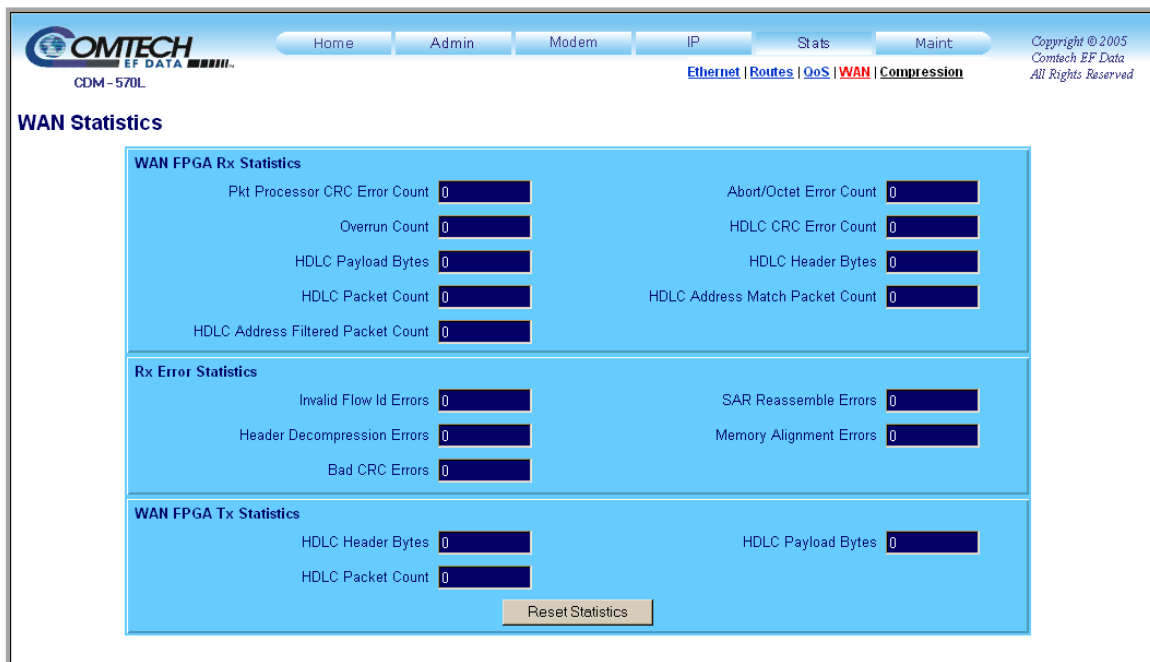 COMTECH
EF DATA
CDM - 570L
Home Admin Modem IP Stats Maint
Ethernet | Routes | QoS | WAN | Compression
Copyright © 2005
Comtech EF Data
All Rights Reserved
WAN Statistics
WAN FPGA Rx Statistics
Pkt Processor CRC Error Count 0 Abort/Octet Error Count 0
Overrun Count 0 HDLC CRC Error Count 0
HDLC Payload Bytes 0 HDLC Header Bytes 0
HDLC Packet Count 0 HDLC Address Match Packet Count 0
HDLC Address Filtered Packet Count 0
Rx Error Statistics
Invalid Flow Id Errors 0 SAR Reassemble Errors 0
Header Decompression Errors 0 Memory Alignment Errors 0
Bad CRC Errors 0
WAN FPGA Tx Statistics
HDLC Header Bytes 0 HDLC Payload Bytes 0
HDLC Packet Count 0
Reset Statistics